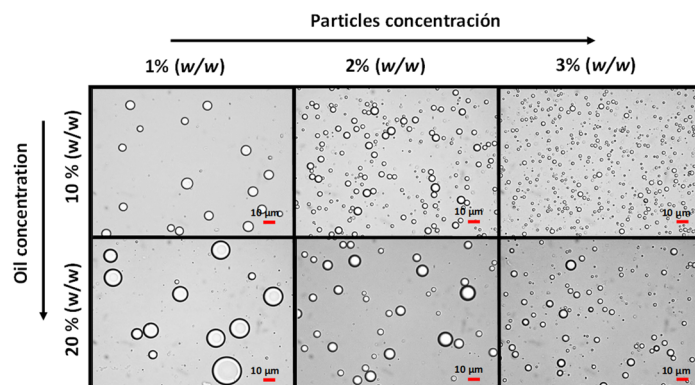 Particles concentración
1% (w/w)
2% (w/w)
3% (w/w)
Oil concentration
10 % (w/w)
10 μm
10 μm
10 μm
20 % (w/w)
10 μm
10 μm
10 μm